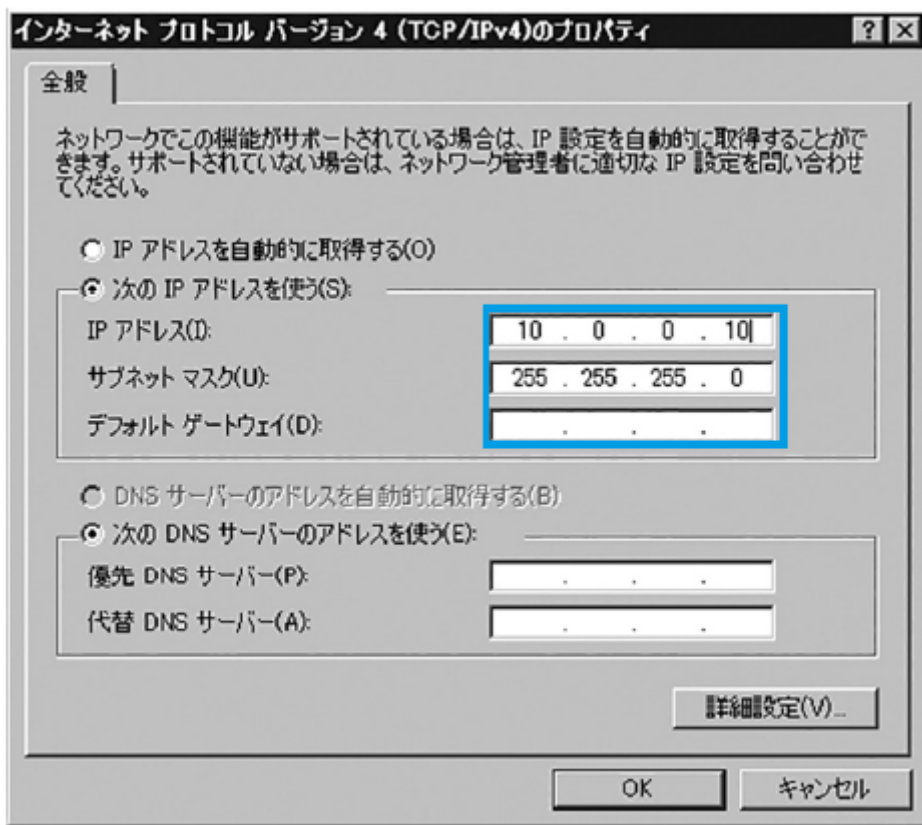 インターネット プロトコル バージョン 4 (TCP/IPv4)のプロパティ
全般
ネットワークでこの機能がサポートされている場合は、IP 設定を自動的に取得することがで
きます。サポートされていない場合は、ネットワーク管理者に適切な IP 設定を問い合わせ
てください。
IP アドレスを自動的に取得する(O)
次の IP アドレスを使う(S):
IP アドレス(I): 10 . 0 . 0 . 10
サブネット マスク(U): 255 . 255 . 255 . 0
デフォルト ゲートウェイ(D): . . .
DNS サーバーのアドレスを自動的に取得する(B)
次の DNS サーバーのアドレスを使う(E):
優先 DNS サーバー(P): . . .
代替 DNS サーバー(A): . . .
詳細設定(V)...
OK キャンセル